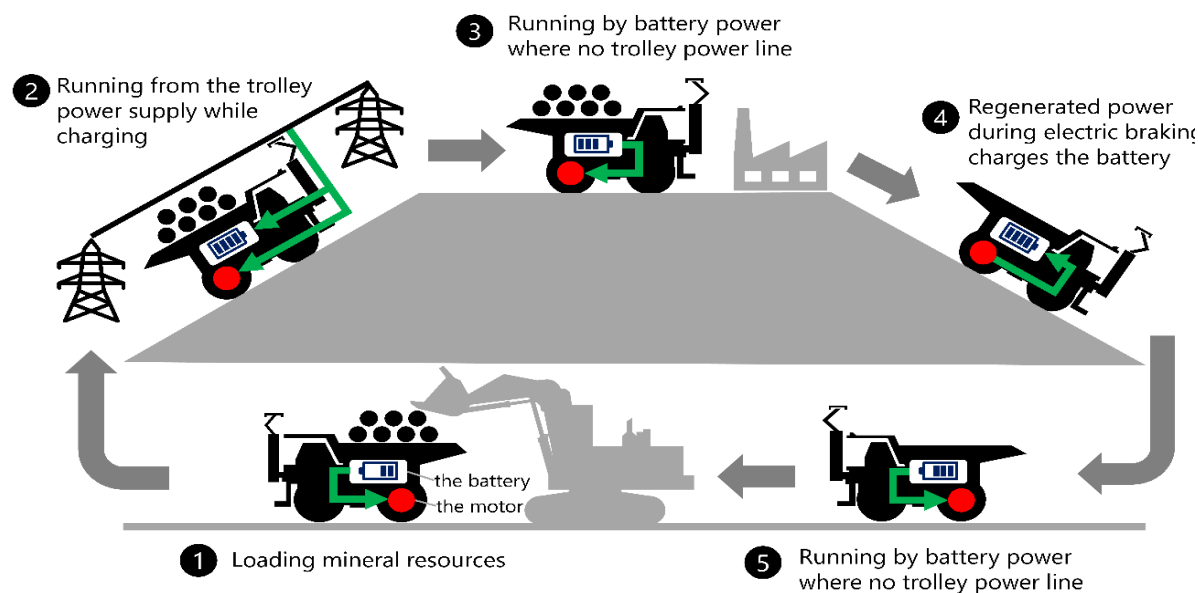 3 Running by battery power
where no trolley power line
2 Running from the trolley
power supply while
charging
4 Regenerated power
during electric braking
charges the battery
the battery
the motor
1 Loading mineral resources
5 Running by battery power
where no trolley power line